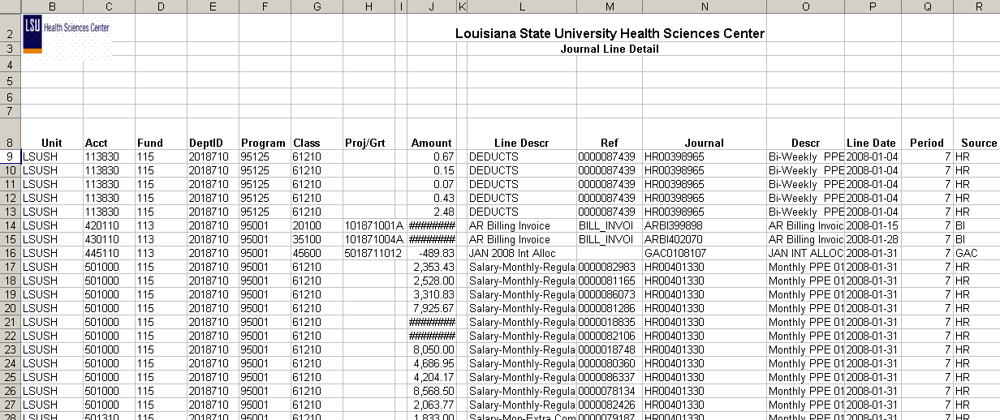 B C D E F G H I J K L M N O P Q R
LSU Health Sciences Center
2 Louisiana State University Health Sciences Center
3 Journal Line Detail
4
5
6
7
8 Unit Acct Fund DeptID Program Class Proj/Grt Amount Line Descr Ref Journal Descr Line Date Period Source
9 LSUSH 113830 115 2018710 95125 61210 0.67 DEDUCTS 0000087439 HR00398965 Bi-Weekly PPE 2008-01-04 7 HR
10 LSUSH 113830 115 2018710 95125 61210 0.15 DEDUCTS 0000087439 HR00398965 Bi-Weekly PPE 2008-01-04 7 HR
11 LSUSH 113830 115 2018710 95125 61210 0.07 DEDUCTS 0000087439 HR00398965 Bi-Weekly PPE 2008-01-04 7 HR
12 LSUSH 113830 115 2018710 95125 61210 0.43 DEDUCTS 0000087439 HR00398965 Bi-Weekly PPE 2008-01-04 7 HR
13 LSUSH 113830 115 2018710 95125 61210 2.48 DEDUCTS 0000087439 HR00398965 Bi-Weekly PPE 2008-01-04 7 HR
14 LSUSH 420110 113 2018710 95001 20100 101871001A ######## AR Billing Invoice BILL_INVOI ARBI399898 AR Billing Invoic 2008-01-15 7 BI
15 LSUSH 430110 113 2018710 95001 35100 101871004A ######## AR Billing Invoice BILL_INVOI ARBI402070 AR Billing Invoic 2008-01-28 7 BI
16 LSUSH 445110 113 2018710 95001 45600 5018711012 -489.83 JAN 2008 Int Alloc GAC0108107 JAN INT ALLOC 2008-01-31 7 GAC
17 LSUSH 501000 115 2018710 95001 61210 2,353.43 Salary-Monthly-Regula 0000082983 HR00401330 Monthly PPE 01 2008-01-31 7 HR
18 LSUSH 501000 115 2018710 95001 61210 2,528.00 Salary-Monthly-Regula 0000081165 HR00401330 Monthly PPE 01 2008-01-31 7 HR
19 LSUSH 501000 115 2018710 95001 61210 3,310.83 Salary-Monthly-Regula 0000086073 HR00401330 Monthly PPE 01 2008-01-31 7 HR
20 LSUSH 501000 115 2018710 95001 61210 7,925.67 Salary-Monthly-Regula 0000081286 HR00401330 Monthly PPE 01 2008-01-31 7 HR
21 LSUSH 501000 115 2018710 95001 61210 ######## Salary-Monthly-Regula 0000018835 HR00401330 Monthly PPE 01 2008-01-31 7 HR
22 LSUSH 501000 115 2018710 95001 61210 ######## Salary-Monthly-Regula 0000082106 HR00401330 Monthly PPE 01 2008-01-31 7 HR
23 LSUSH 501000 115 2018710 95001 61210 8,050.00 Salary-Monthly-Regula 0000018748 HR00401330 Monthly PPE 01 2008-01-31 7 HR
24 LSUSH 501000 115 2018710 95001 61210 4,686.95 Salary-Monthly-Regula 0000080360 HR00401330 Monthly PPE 01 2008-01-31 7 HR
25 LSUSH 501000 115 2018710 95001 61210 4,204.17 Salary-Monthly-Regula 0000086337 HR00401330 Monthly PPE 01 2008-01-31 7 HR
26 LSUSH 501000 115 2018710 95001 61210 8,568.50 Salary-Monthly-Regula 0000078134 HR00401330 Monthly PPE 01 2008-01-31 7 HR
27 LSUSH 501000 115 2018710 95001 61210 2,063.77 Salary-Monthly-Regula 0000082426 HR00401330 Monthly PPE 01 2008-01-31 7 HR
28 LSUSH 501310 115 2018710 95001 61210 1,833.00 Salary-Mon-Extra Com 0000079187 HR00401330 Monthly PPE 01 2008-01-31 7 HR